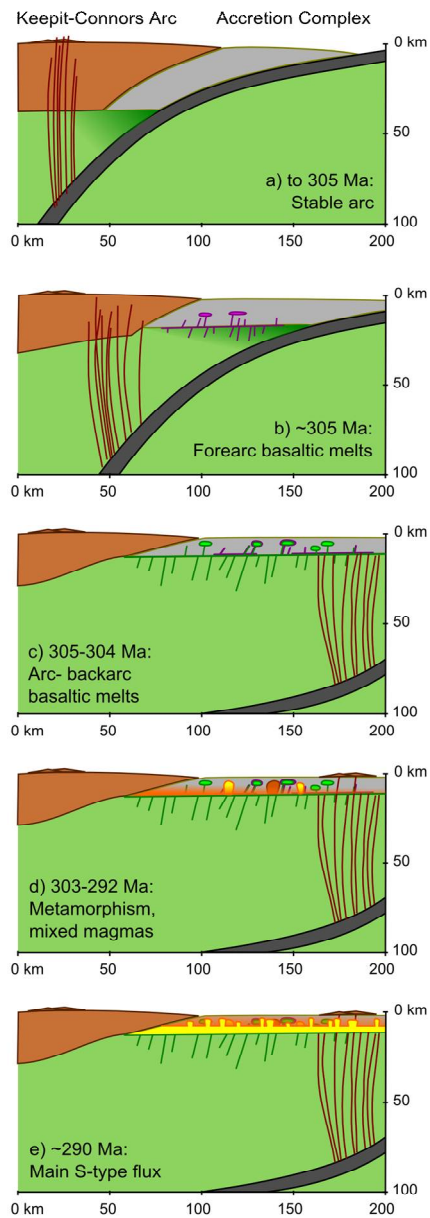 Keepit-Connors Arc Accretion Complex
0 km
50
a) to 305 Ma:
Stable arc
100
0 km 50 100 150 200
0 km
50
b) ~305 Ma:
Forearc basaltic melts
100
0 km 50 100 150 200
0 km
50
c) 305-304 Ma:
Arc- backarc
basaltic melts
100
0 km 50 100 150 200
0 km
50
d) 303-292 Ma:
Metamorphism,
mixed magmas
100
0 km 50 100 150 200
0 km
50
e) ~290 Ma:
Main S-type flux
100
0 km 50 100 150 200